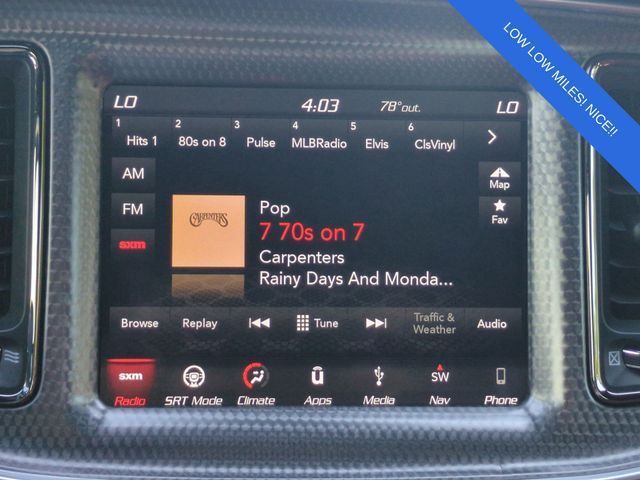 LOW LOW MILES! NICE!!
LO 4:03 78°out. LO
1 2 3 4 5 6
Hits 1 80s on 8 Pulse MLBRadio Elvis ClsVinyl
AM
FM
sxm
CARPENTERS
Pop
7 70s on 7
Carpenters
Rainy Days And Monda...
Map
Fav
Browse Replay Tune Traffic & Weather Audio
sxm SW
Radio SRT Mode Climate Apps Media Nav Phone